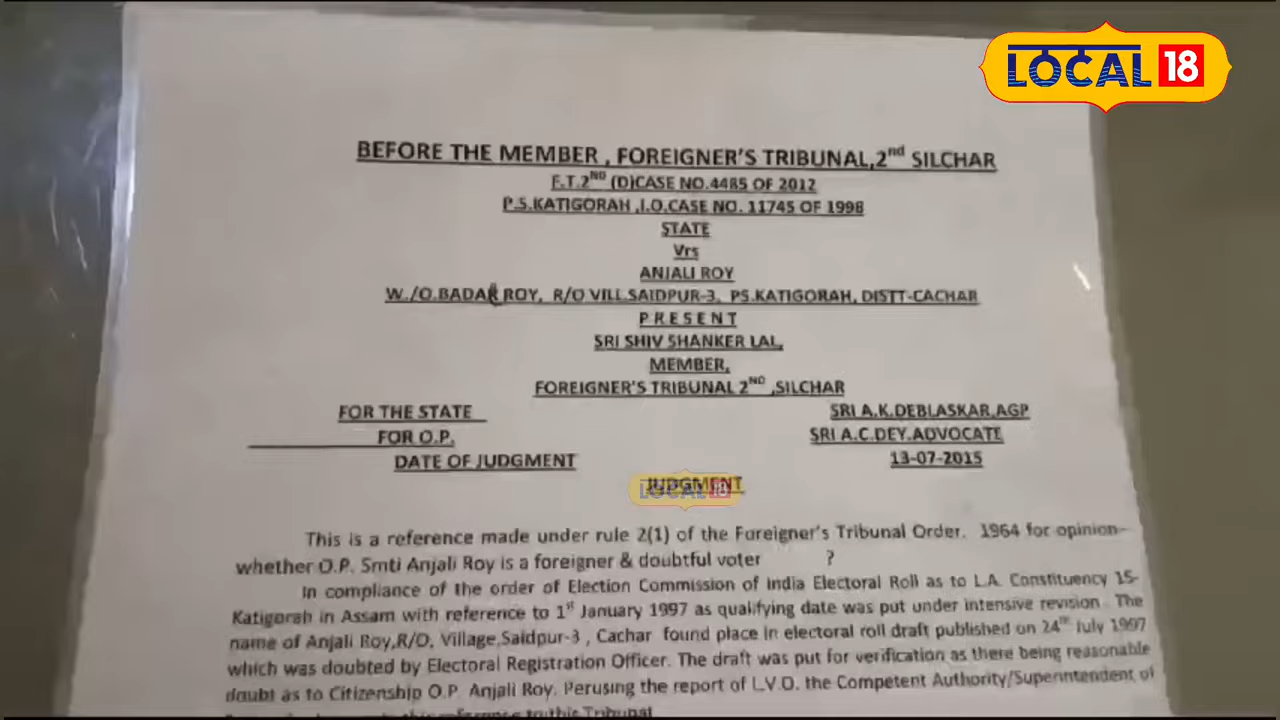 LOCAL 18
BEFORE THE MEMBER , FOREIGNER'S TRIBUNAL,2nd SILCHAR
F.T.2ND (D)CASE NO.4485 OF 2012
P.S.KATIGORAH ,I.O.CASE NO. 11745 OF 1998
STATE
Vrs
ANJALI ROY
W./O.BADAR ROY, R/O VILL.SAIDPUR-3, PS.KATIGORAH, DISTT-CACHAR
P R E S E N T
SRI SHIV SHANKER LAL,
MEMBER,
FOREIGNER'S TRIBUNAL 2ND ,SILCHAR
FOR THE STATE SRI A.K.DEBLASKAR,AGP
FOR O.P. SRI A.C.DEY.ADVOCATE
DATE OF JUDGMENT 13-07-2015
JUDGMENT
LOCAL 18
This is a reference made under rule 2(1) of the Foreigner's Tribunal Order. 1964 for opinion-
whether O.P. Smti Anjali Roy is a foreigner & doubtful voter ?
In compliance of the order of Election Commission of India Electoral Roll as to L.A. Constituency 15-
Katigorah in Assam with reference to 1st January 1997 as qualifying date was put under intensive revision . The
name of Anjali Roy,R/O, Village,Saidpur-3 , Cachar found place in electoral roll draft published on 24th July 1997
which was doubted by Electoral Registration Officer. The draft was put for verification as there being reasonable
doubt as to Citizenship O.P. Anjali Roy. Perusing the report of L.V.O. the Competent Authority/Superintendent of
this reference to this Tribunal